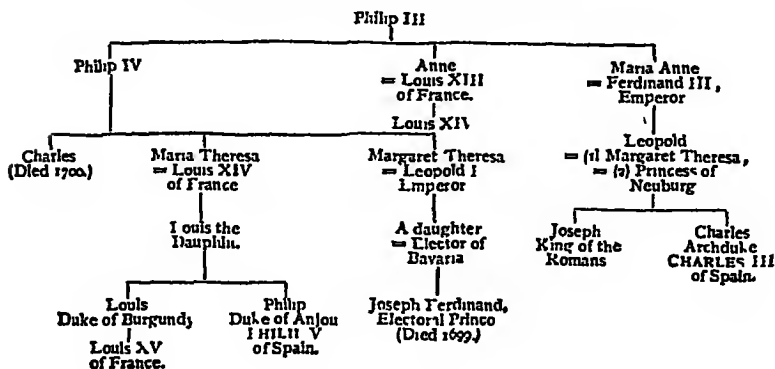 Philip III
Philip IV
Anne
= Louis XIII
of France.
Maria Anne
= Ferdinand III,
Emperor
Louis XIV
Charles
(Died 1700.)
Maria Theresa
= Louis XIV
of France
Margaret Theresa
= Leopold I
Emperor
Leopold
= (1) Margaret Theresa,
= (2) Princess of
Neuburg
Louis the
Dauphin.
A daughter
= Elector of
Bavaria
Joseph
King of the
Romans
Charles
Archduke
CHARLES III
of Spain.
Louis
Duke of Burgundy
Louis XV
of France.
Philip
Duke of Anjou
PHILIP V
of Spain.
Joseph Ferdinand,
Electoral Prince
(Died 1699.)